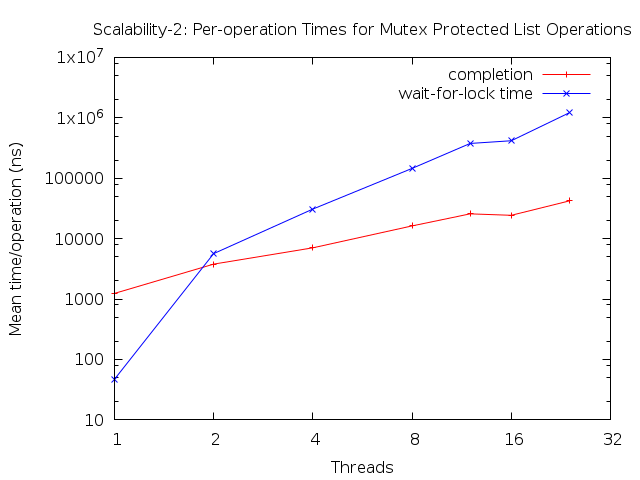 Scalability-2: Per-operation Times for Mutex Protected List Operations
completion
wait-for-lock time
Mean time/operation (ns)
1x10^7
1x10^6
100000
10000
1000
100
10
1 2 4 8 16 32
Threads